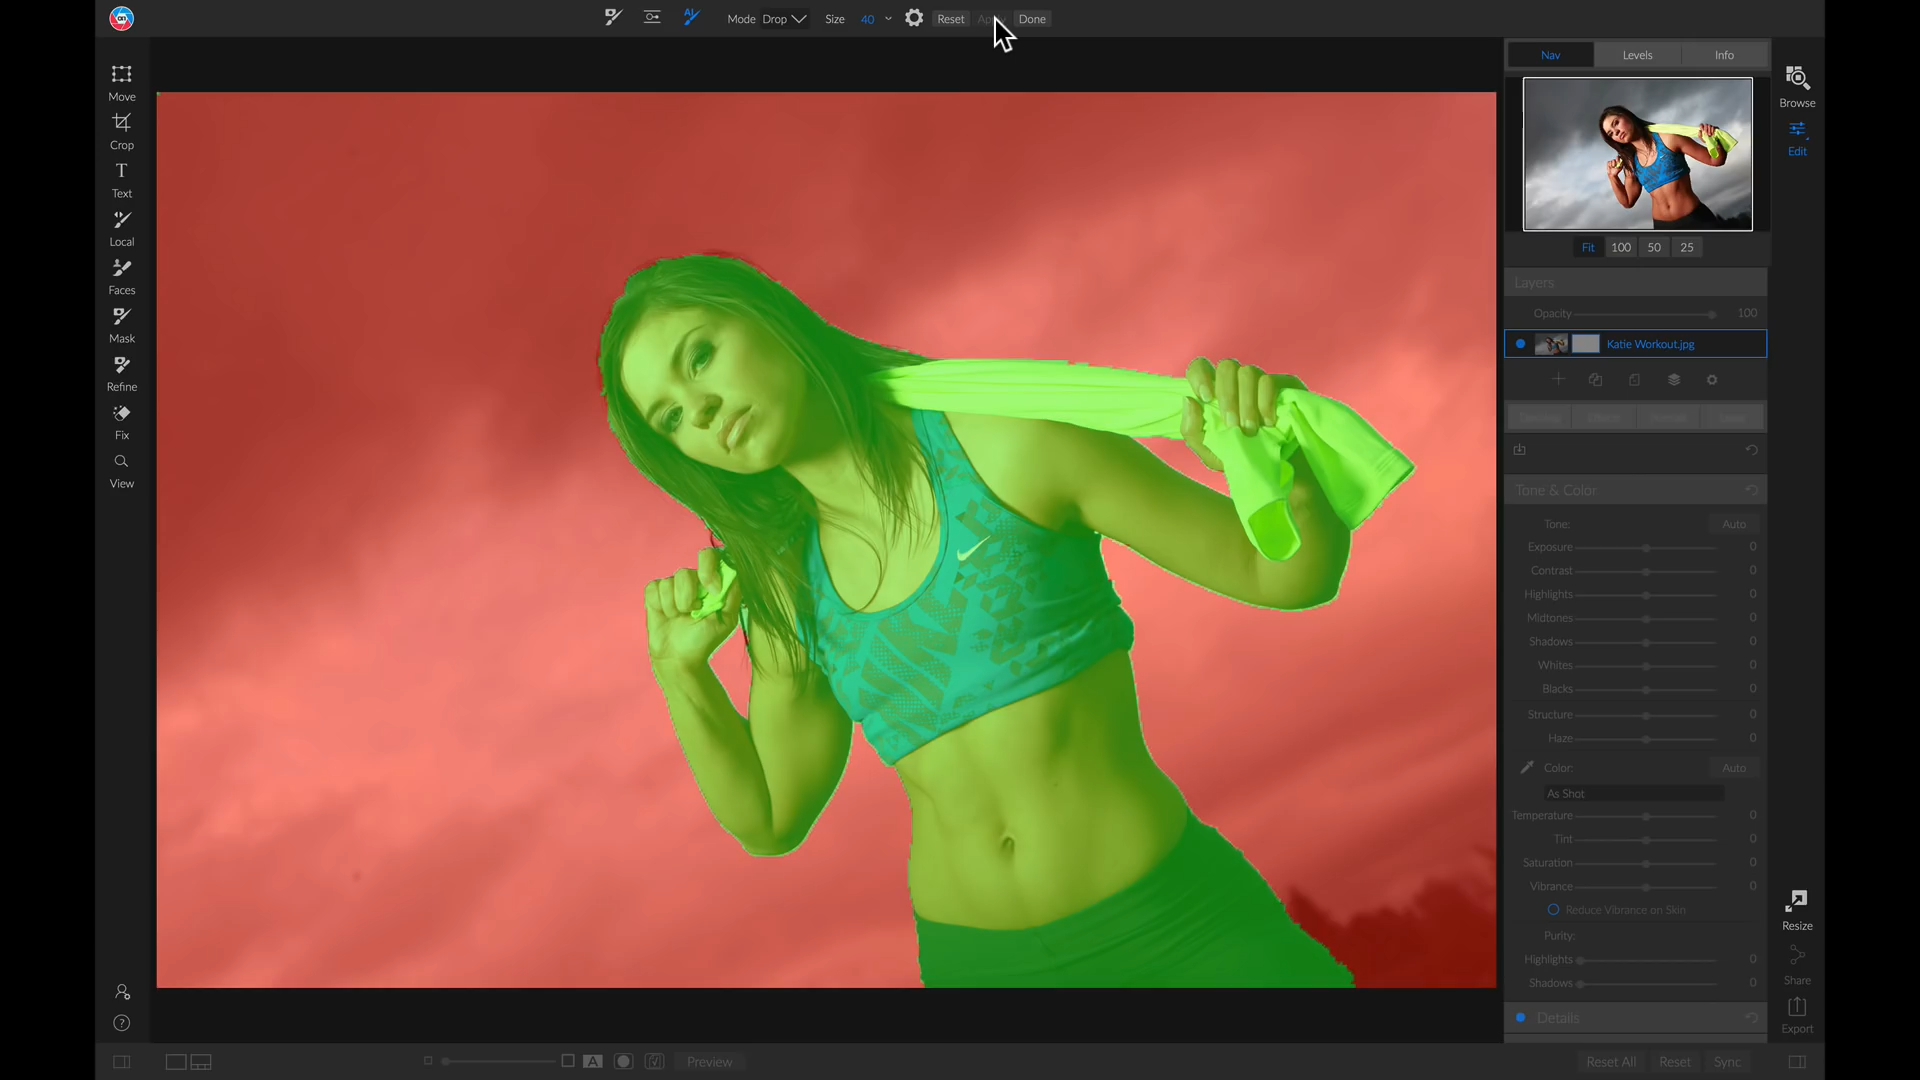 Mode Drop Size 40 Reset Apply Done
Move
Crop
Text
Local
Faces
Mask
Refine
Fix
View
Nav Levels Info
Fit 100 50 25
Layers
Opacity 100
Katie Workout.jpg
Tone & Color
Tone: Auto
Exposure 0
Contrast 0
Highlights 0
Midtones 0
Shadows 0
Whites 0
Blacks 0
Structure 0
Haze 0
Color: Auto
As Shot
Temperature 0
Tint 0
Saturation 0
Vibrance 0
Reduce Vibrance on Skin
Purity:
Highlights 0
Shadows 0
Details
Browse
Edit
Resize
Share
Export
A Preview
Reset All Reset Sync